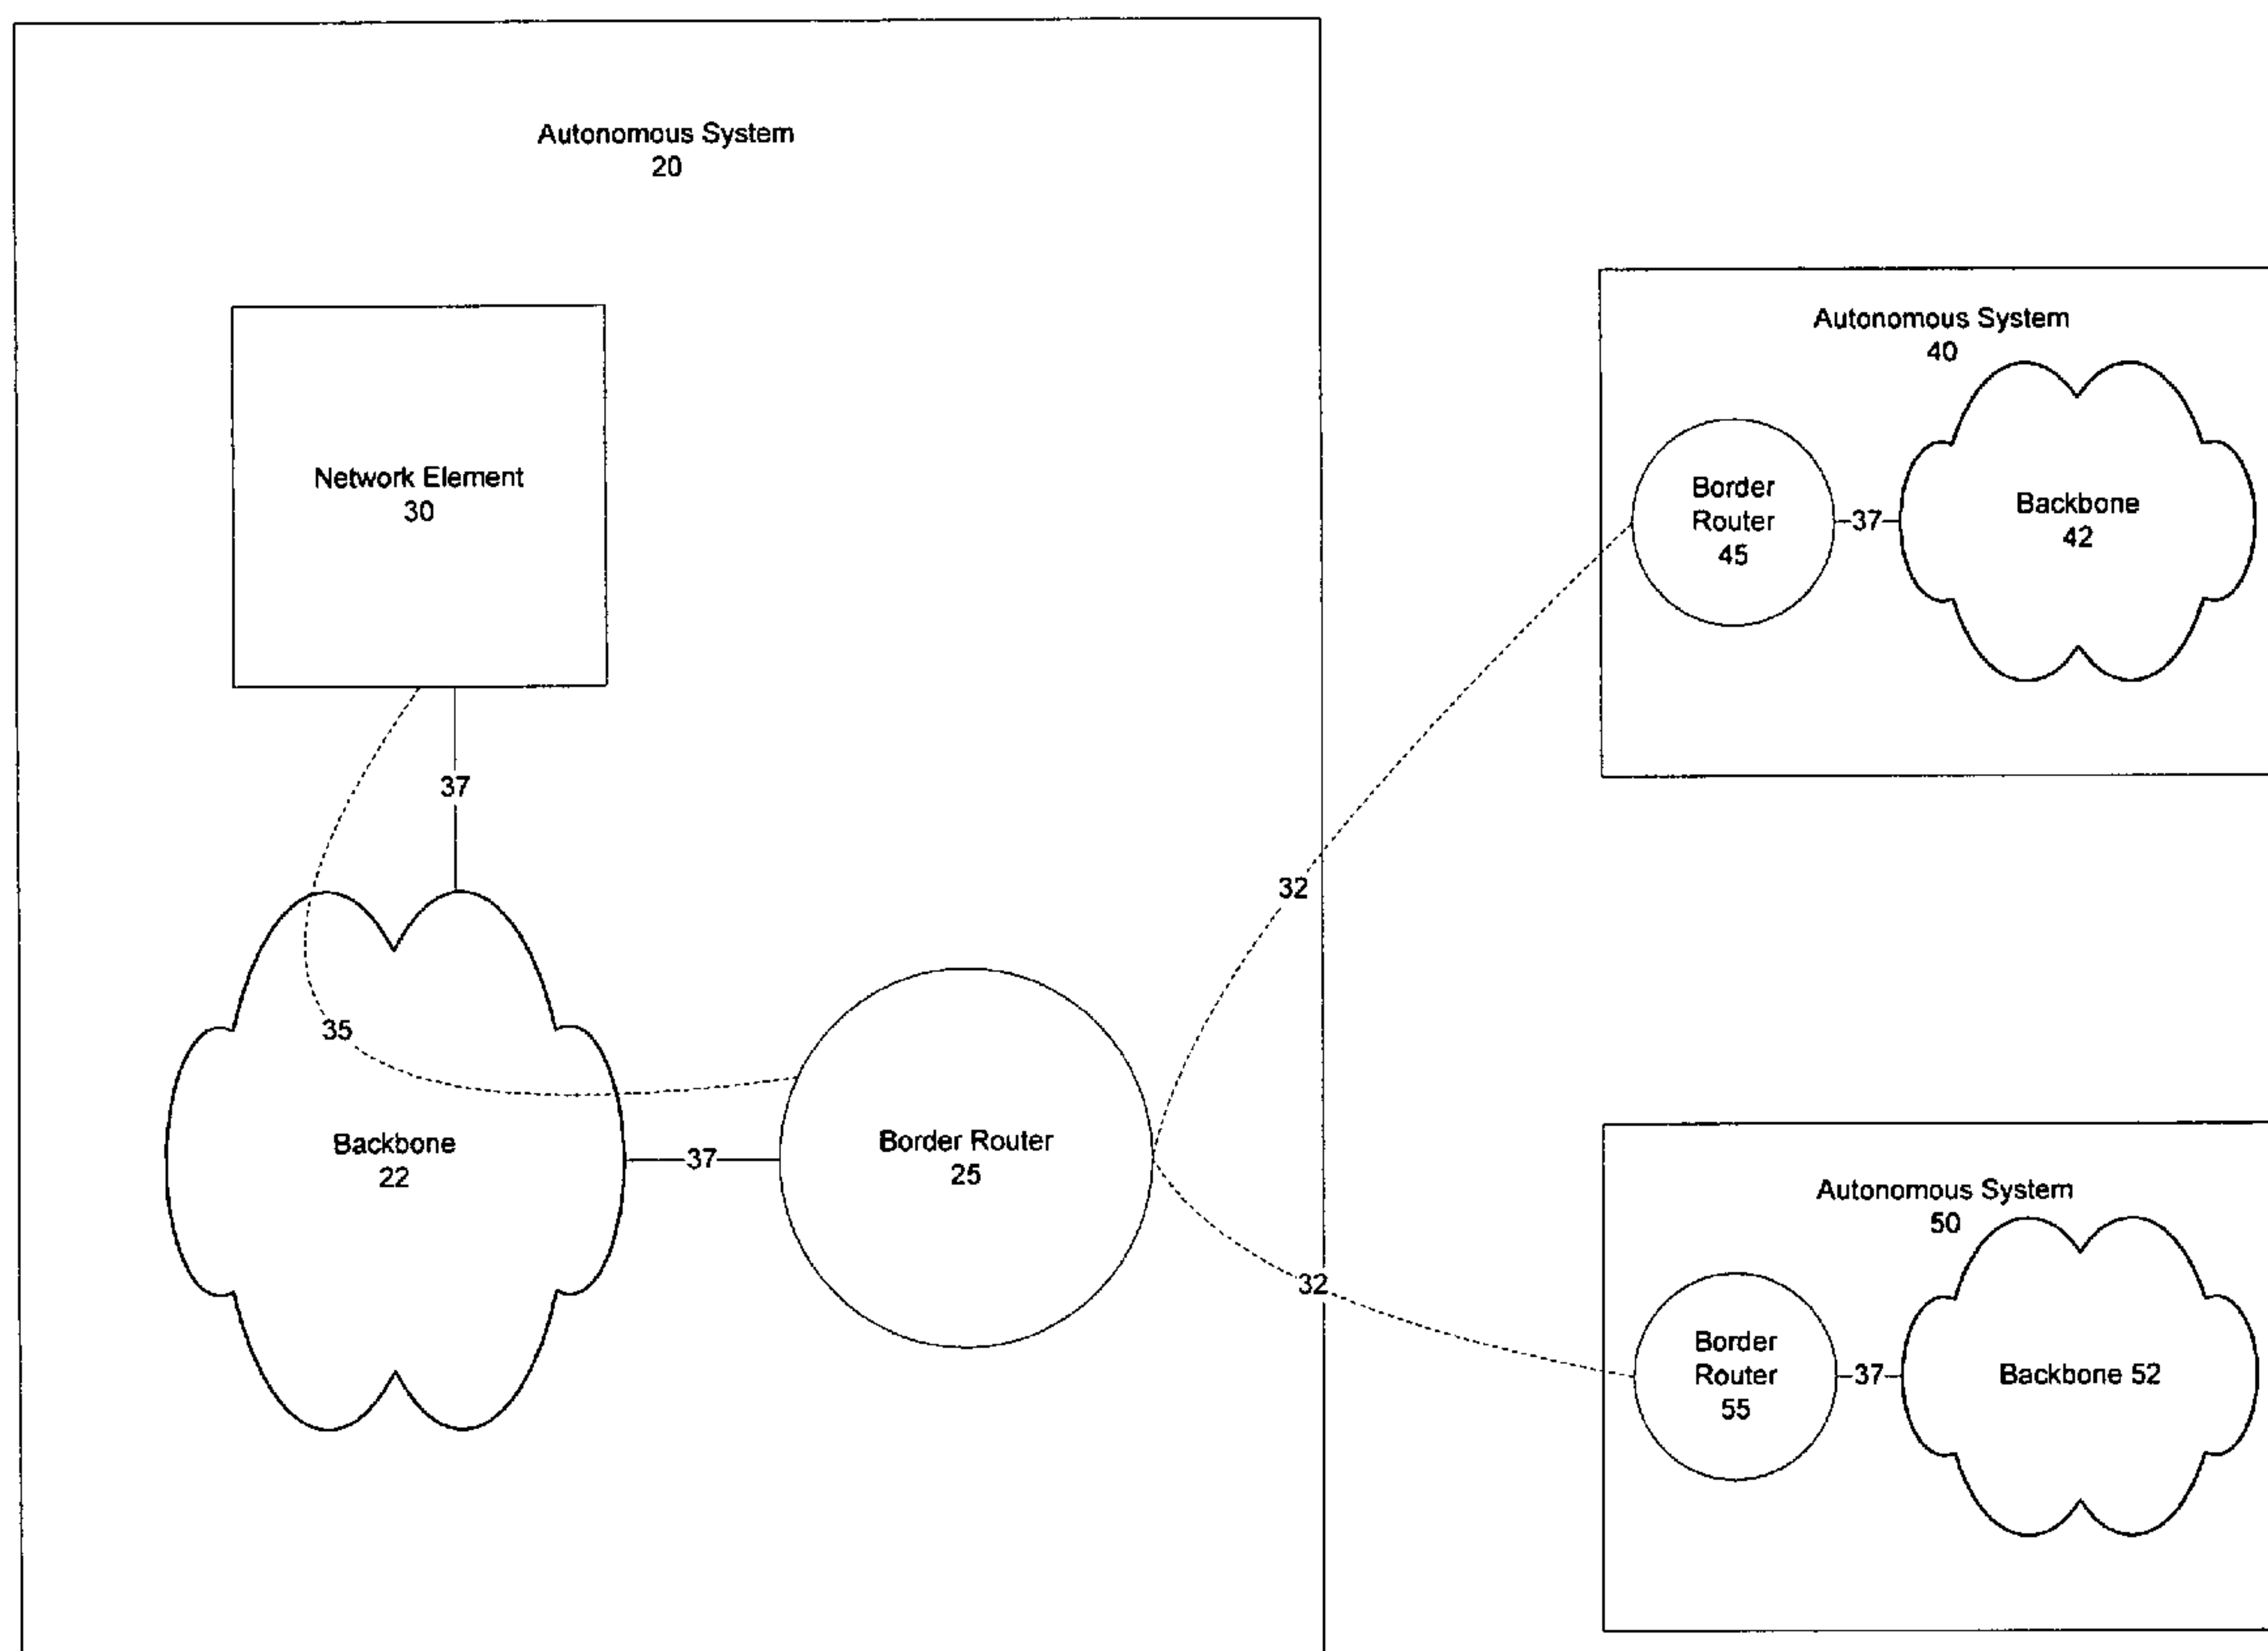 Autonomous System
20
Network Element
30
37
35
Backbone
22
37
Border Router
25
32
32
Autonomous System
40
Border
Router
45
37
Backbone
42
Autonomous System
50
Border
Router
55
37
Backbone 52